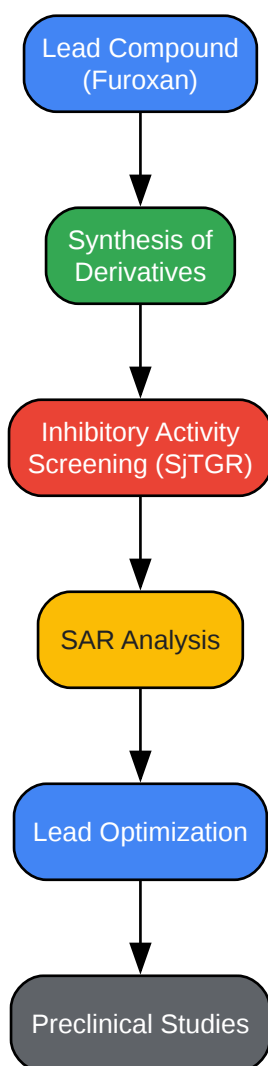 Lead Compound
(Furoxan)
Synthesis of
Derivatives
Inhibitory Activity
Screening (SjTGR)
SAR Analysis
Lead Optimization
Preclinical Studies